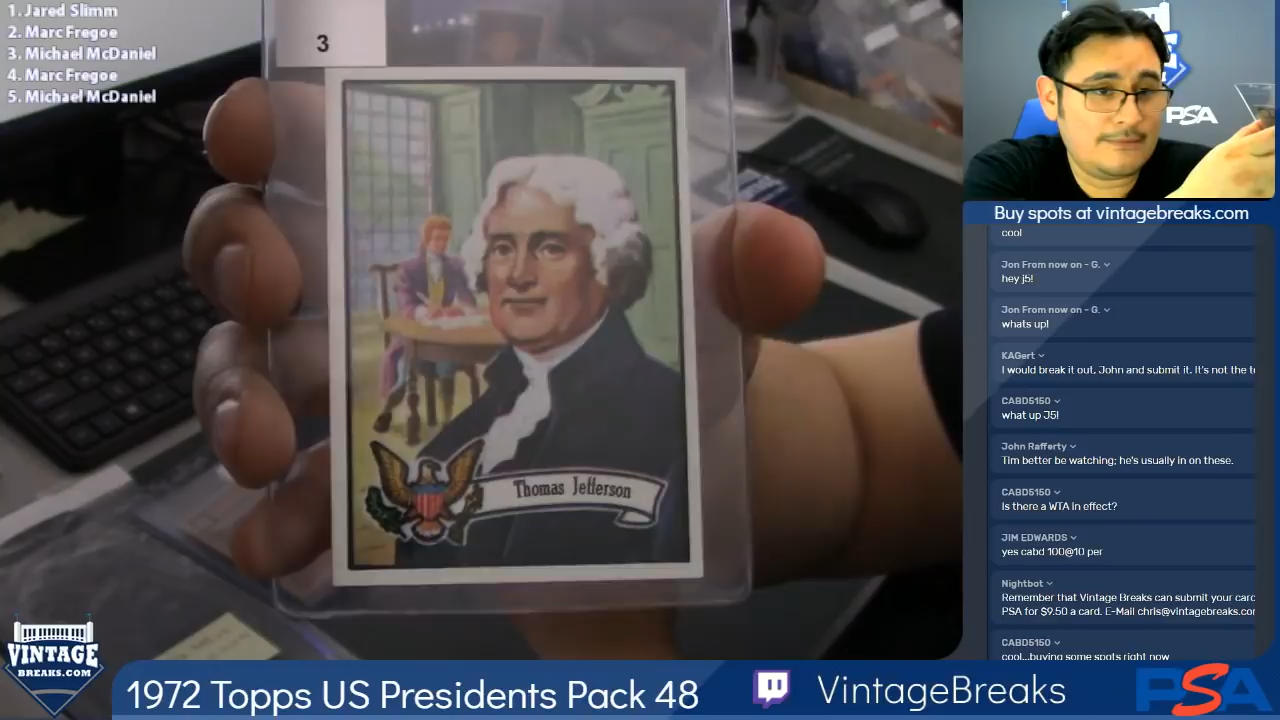 1. Jared Slimm
2. Marc Fregoe
3. Michael McDaniel
4. Marc Fregoe
5. Michael McDaniel
3
Thomas Jefferson
PSA
Buy spots at vintagebreaks.com
cool
Jon From now on - G.
hey j5!
Jon From now on - G.
whats up!
KAGert
I would break it out, John and submit it. It's not the
CABD5150
what up J5!
John Rafferty
Tim better be watching; he's usually in on these.
CABD5150
Is there a WTA in effect?
JIM EDWARDS
yes cabd 100@10 per
Nightbot
Remember that Vintage Breaks can submit your
PSA for $9.50 a card. E-Mail chris@vintagebreaks.cor
CABD5150
cool...buying some spots right now
VINTAGE
BREAKS.COM
1972 Topps US Presidents Pack 48
VintageBreaks
PSA